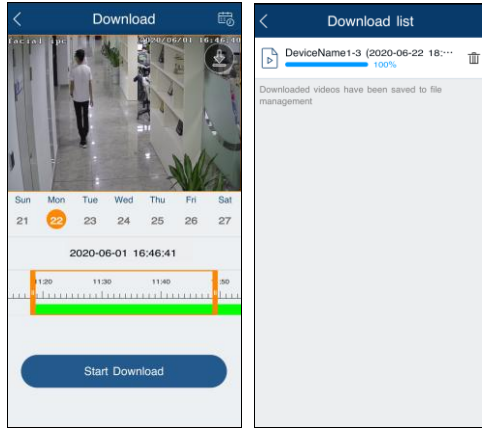 Download
facial ipc 2020/06/01 16:46:40
Sun Mon Tue Wed Thu Fri Sat
21 22 23 24 25 26 27
2020-06-01 16:46:41
11:20 11:30 11:40 :50
Start Download
Download list
DeviceName1-3 (2020-06-22 18:···
100%
Downloaded videos have been saved to file
management